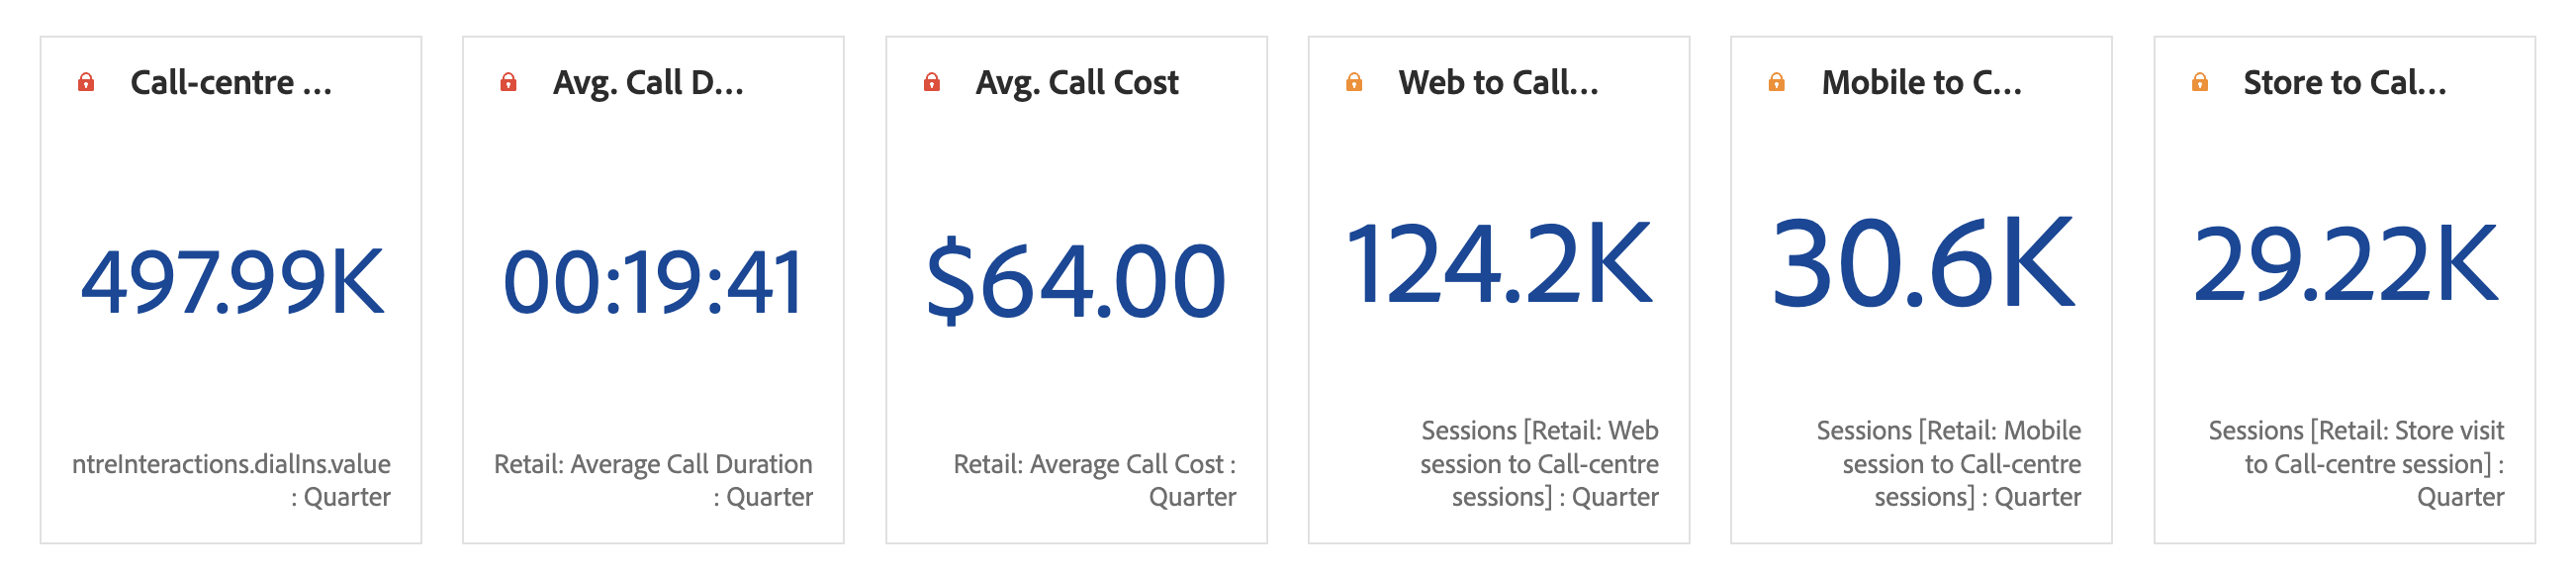 Call-centre ...
497.99K
ntreInteractions.dialIns.value
: Quarter
Avg. Call D...
00:19:41
Retail: Average Call Duration
: Quarter
Avg. Call Cost
$64.00
Retail: Average Call Cost :
Quarter
Web to Call...
124.2K
Sessions [Retail: Web
session to Call-centre
sessions] : Quarter
Mobile to C...
30.6K
Sessions [Retail: Mobile
session to Call-centre
sessions] : Quarter
Store to Cal...
29.22K
Sessions [Retail: Store visit
to Call-centre session] :
Quarter